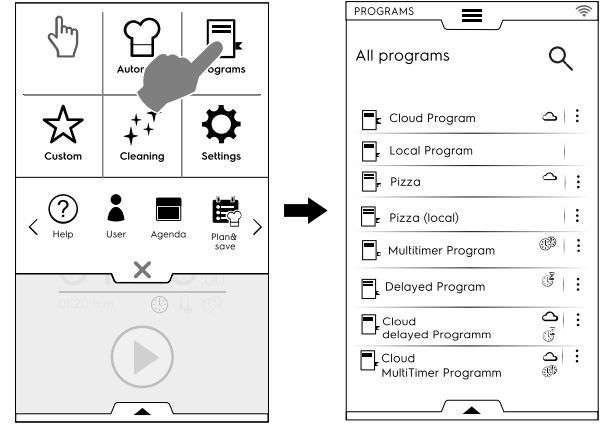 Autom
ograms
Custom
Cleaning
Settings
Help
User
Agenda
Plan&
save
:00
01:20 h:m
PROGRAMS
All programs
Cloud Program
Local Program
Pizza
Pizza (local)
Multitimer Program
Delayed Program
Cloud
delayed Programm
Cloud
MultiTimer Programm